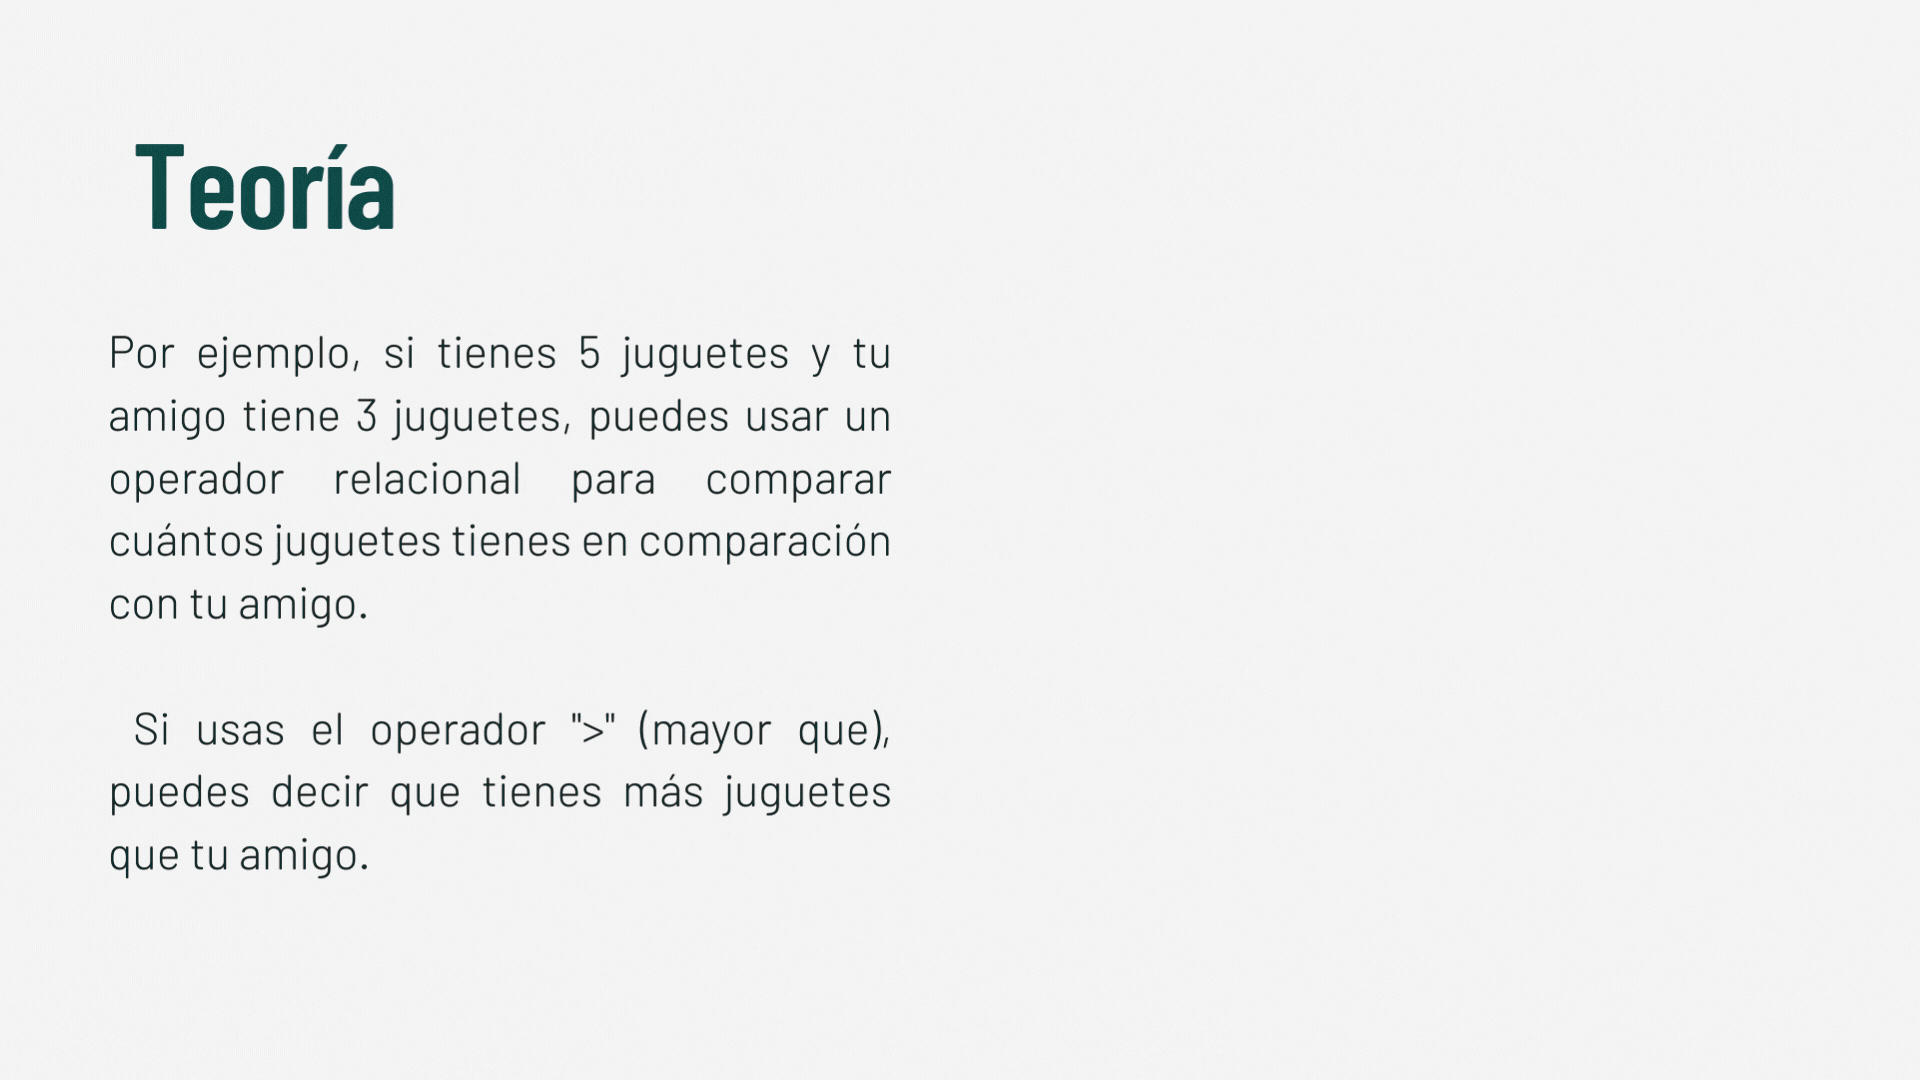 Teoría
Por ejemplo, si tienes 5 juguetes y tu
amigo tiene 3 juguetes, puedes usar un
operador relacional para comparar
cuántos juguetes tienes en comparación
con tu amigo.
Si usas el operador ">" (mayor que),
puedes decir que tienes más juguetes
que tu amigo.